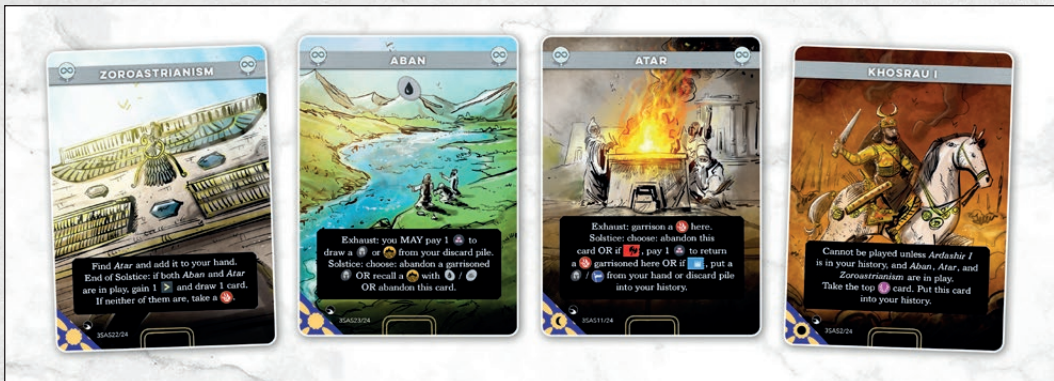 ZOROASTRIANISM
Find Atar and add it to your hand.
End of Solstice: if both Aban and Atar
are in play, gain 1 and draw 1 card.
If neither of them are, take a .
3SAS22/24
ABAN
Exhaust: you MAY pay 1 to
draw a or from your discard pile.
Solstice: choose: abandon a garrisoned
OR recall a with /
OR abandon this card.
3SAS23/24
ATAR
Exhaust: garrison a here.
Solstice: choose: abandon this
card OR if , pay 1 to return
a garrisoned here OR if , put a
/ from your hand or discard pile
into your history.
3SAS11/24
KHOSRAU I
Cannot be played unless Ardashir I
is in your history, and Aban, Atar, and
Zoroastrianism are in play.
Take the top card. Put this card
into your history.
3SAS2/24